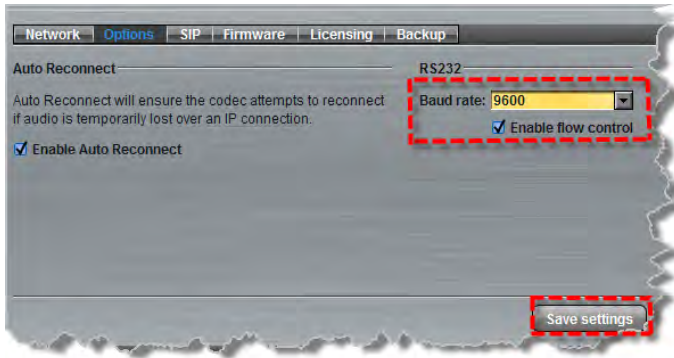 Network | Options | SIP | Firmware | Licensing | Backup
Auto Reconnect
Auto Reconnect will ensure the codec attempts to reconnect
if audio is temporarily lost over an IP connection.
Enable Auto Reconnect
RS232
Baud rate: 9600
Enable flow control
Save settings